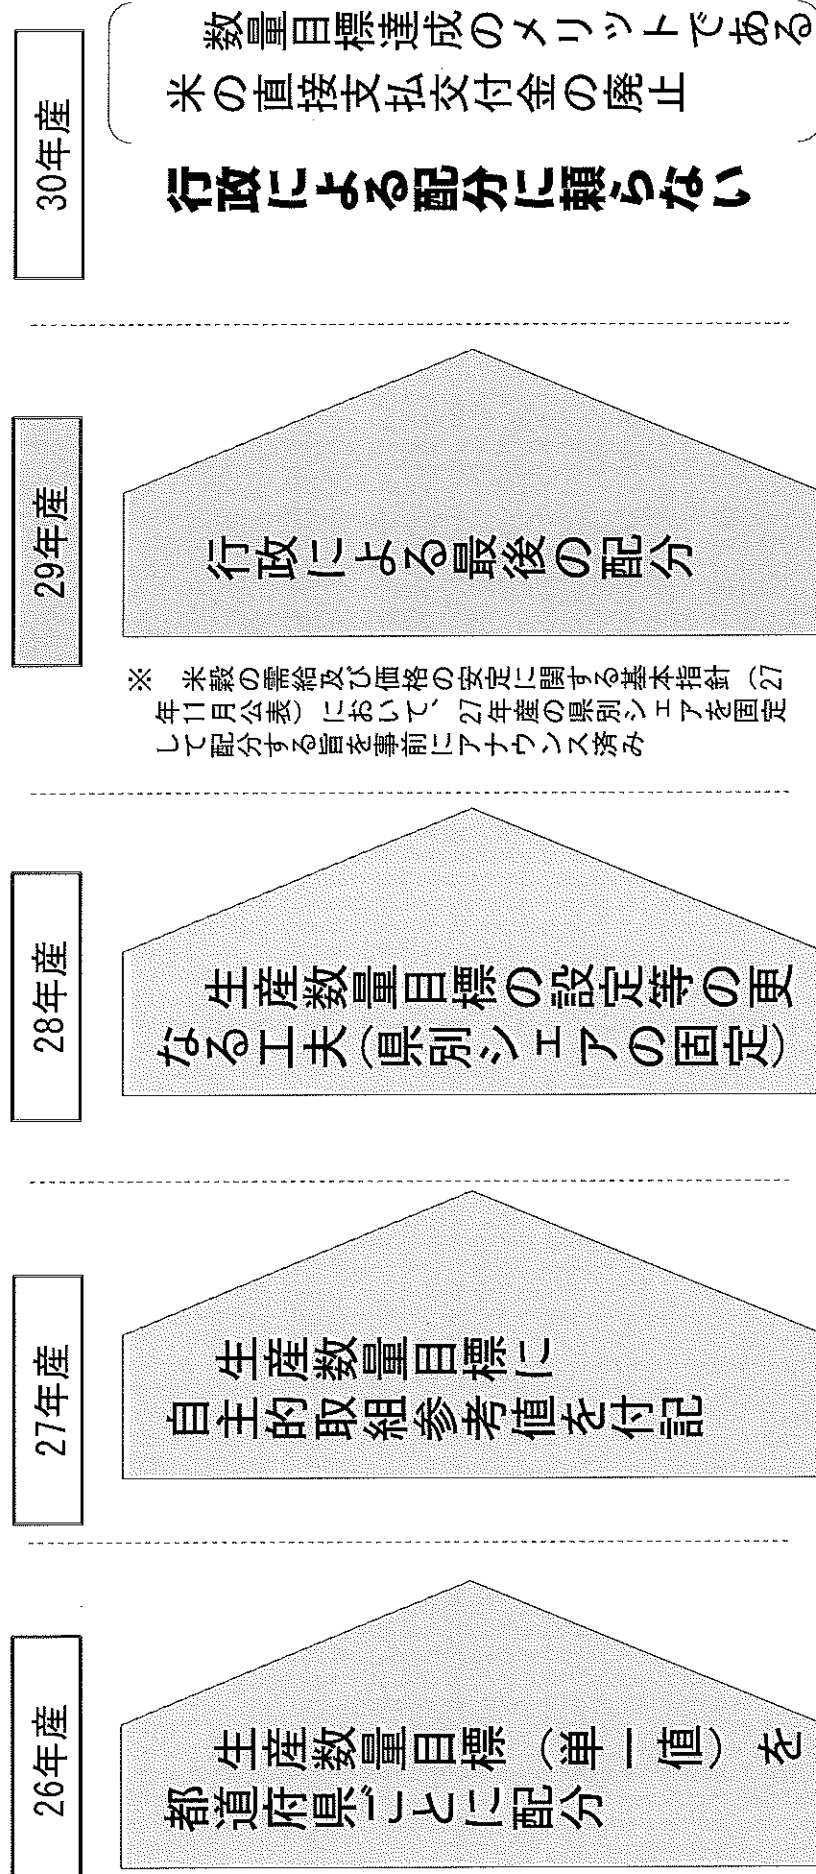 26年産
生産数量目標（単一値）を
都道府県ごとに配分
27年産
生産数量目標に
自主的取組参考値を付記
28年産
生産数量目標の設定等の更
なる工夫(県別シェアの固定)
29年産
行政による最後の配分
※　米穀の需給及び価格の安定に関する基本指針（27
年11月公表）において、27年産の県別シェアを固定
して配分する旨を事前にアナウンス済み
30年産
数量目標達成のメリットである
米の直接支払交付金の廃止
行政による配分に頼らない